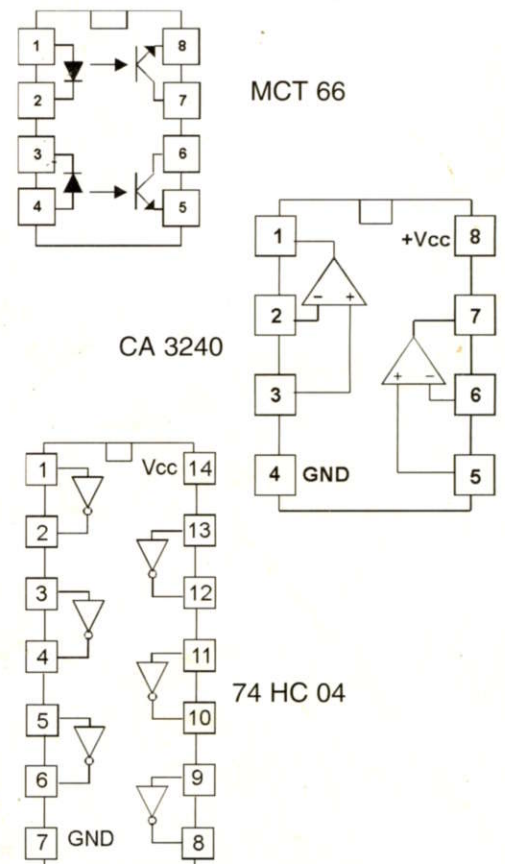 1 8
MCT 66
2 7
3 6
4 5
1 +Vcc 8
- +
2 7
CA 3240
+ -
3 6
4 GND 5
1 Vcc 14
2 13
3 12
4 11
74 HC 04
5 10
6 9
7 GND 8